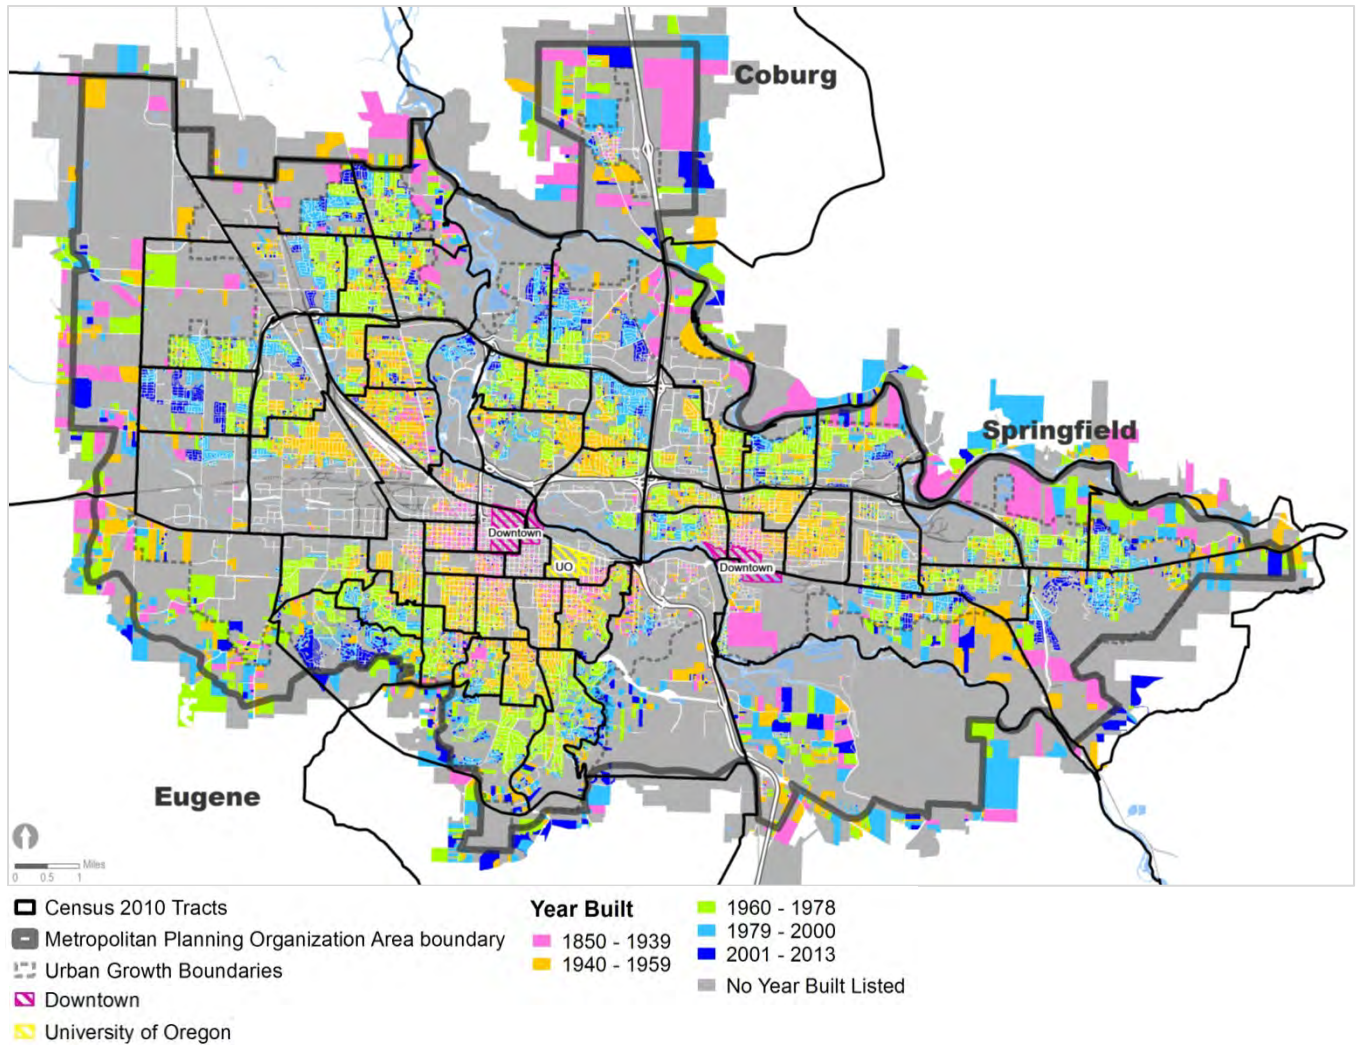 Coburg
Springfield
Downtown
UO
Downtown
Eugene
Miles
0 0.5 1
Census 2010 Tracts
Metropolitan Planning Organization Area boundary
Urban Growth Boundaries
Downtown
University of Oregon
Year Built
1850 - 1939
1940 - 1959
1960 - 1978
1979 - 2000
2001 - 2013
No Year Built Listed